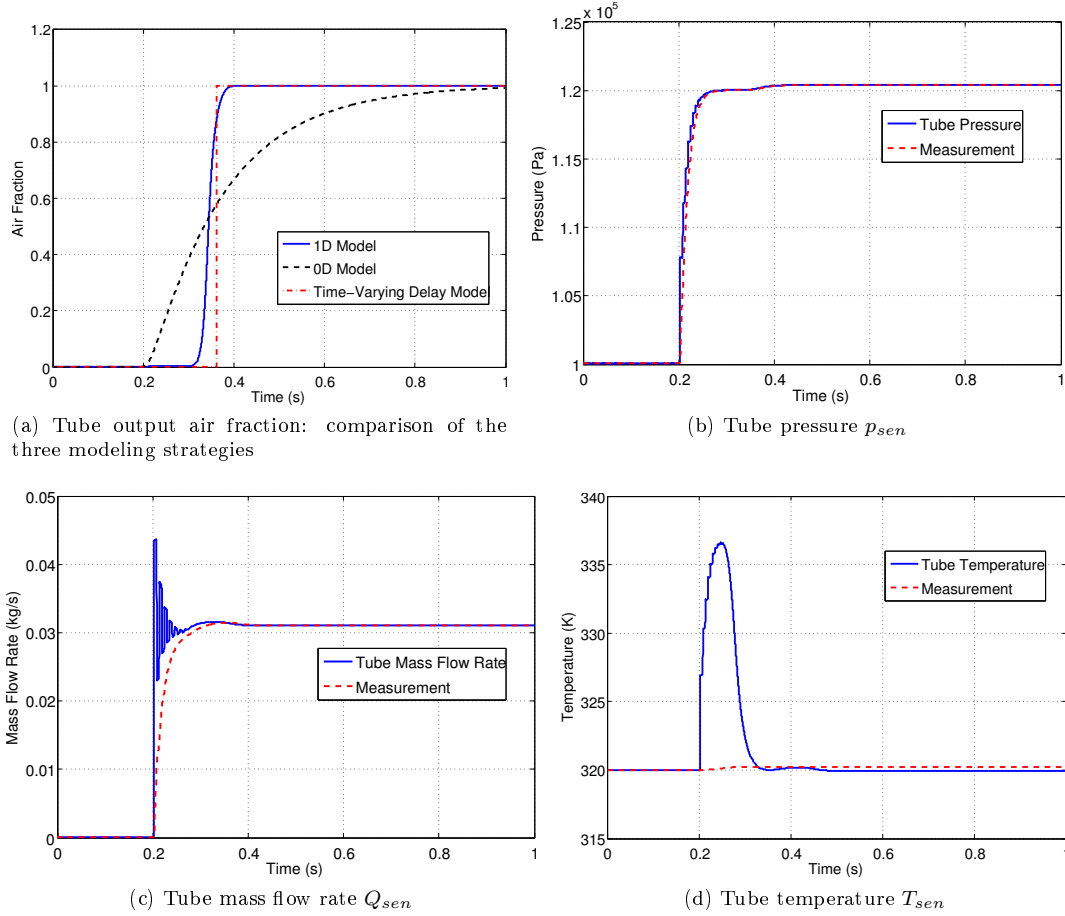 1.2
1
0.8
0.6
0.4
0.2
0
Air Fraction
1D Model
0D Model
Time−Varying Delay Model
0 0.2 0.4 0.6 0.8 1
Time (s)
(a) Tube output air fraction: comparison of the
three modeling strategies
x 10⁵
1.25
1.2
1.15
1.1
1.05
1
Pressure (Pa)
Tube Pressure
Measurement
0 0.2 0.4 0.6 0.8 1
Time (s)
(b) Tube pressure p_sen
0.05
0.04
0.03
0.02
0.01
0
Mass Flow Rate (kg/s)
Tube Mass Flow Rate
Measurement
0 0.2 0.4 0.6 0.8 1
Time (s)
(c) Tube mass flow rate Q_sen
340
335
330
325
320
315
Temperature (K)
Tube Temperature
Measurement
0 0.2 0.4 0.6 0.8 1
Time (s)
(d) Tube temperature T_sen